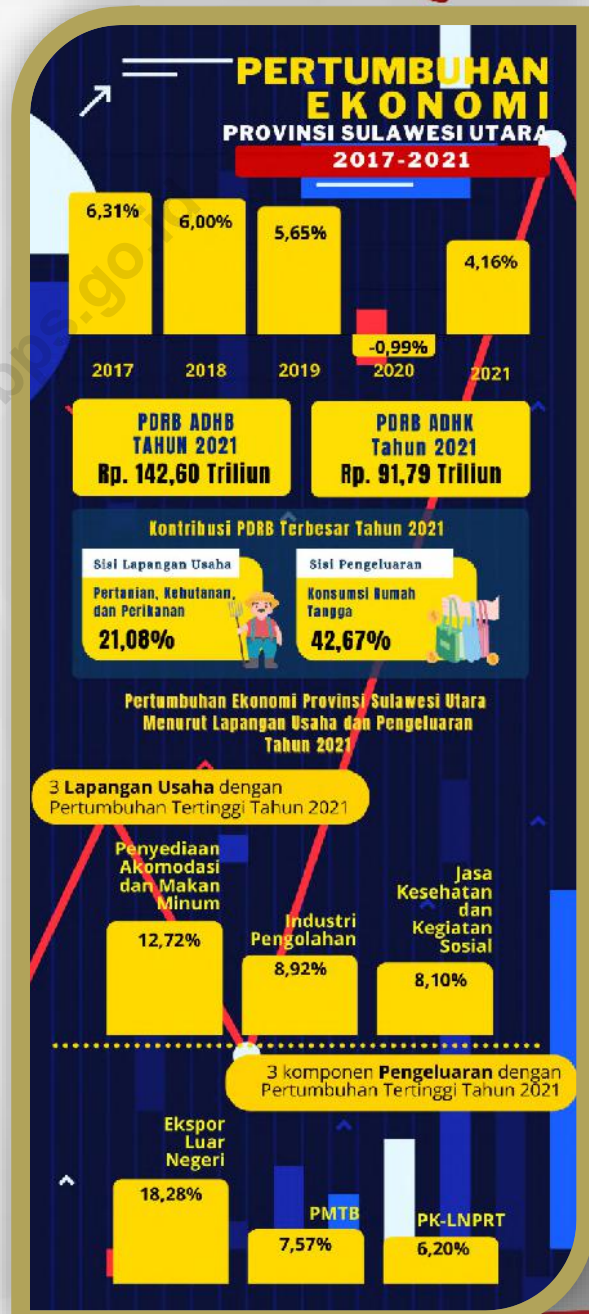 PERTUMBUHAN
EKONOMI
PROVINSI SULAWESI UTARA
2017-2021
6,31%
6,00%
5,65%
-0,99%
4,16%
2017
2018
2019
2020
2021
PDRB ADHB
TAHUN 2021
Rp. 142,60 Triliun
PDRB ADHK
Tahun 2021
Rp. 91,79 Triliun
Kontribusi PDRB Terbesar Tahun 2021
Sisi Lapangan Usaha
Pertanian, Kehutanan,
dan Perikanan
21,08%
Sisi Pengeluaran
Konsumsi Rumah
Tangga
42,67%
Pertumbuhan Ekonomi Provinsi Sulawesi Utara
Menurut Lapangan Usaha dan Pengeluaran
Tahun 2021
3 Lapangan Usaha dengan
Pertumbuhan Tertinggi Tahun 2021
Penyediaan
Akomodasi
dan Makan
Minum
12,72%
Industri
Pengolahan
8,92%
Jasa
Kesehatan
dan
Kegiatan
Sosial
8,10%
3 komponen Pengeluaran dengan
Pertumbuhan Tertinggi Tahun 2021
Ekspor
Luar
Negeri
18,28%
PMTB
7,57%
PK-LNPRT
6,20%
bps.go.id